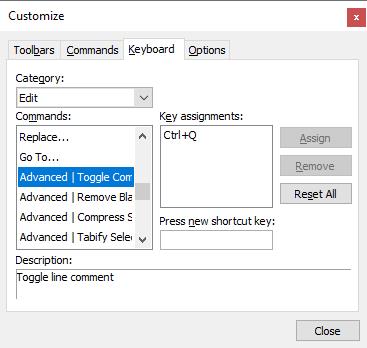 Customize
x
Toolbars Commands Keyboard Options
Category:
Edit
Commands:
Replace...
Go To...
Advanced | Toggle Com
Advanced | Remove Bla
Advanced | Compress S
Advanced | Tabify Selec
Key assignments:
Ctrl+Q
Assign
Remove
Reset All
Press new shortcut key:
Description:
Toggle line comment
Close